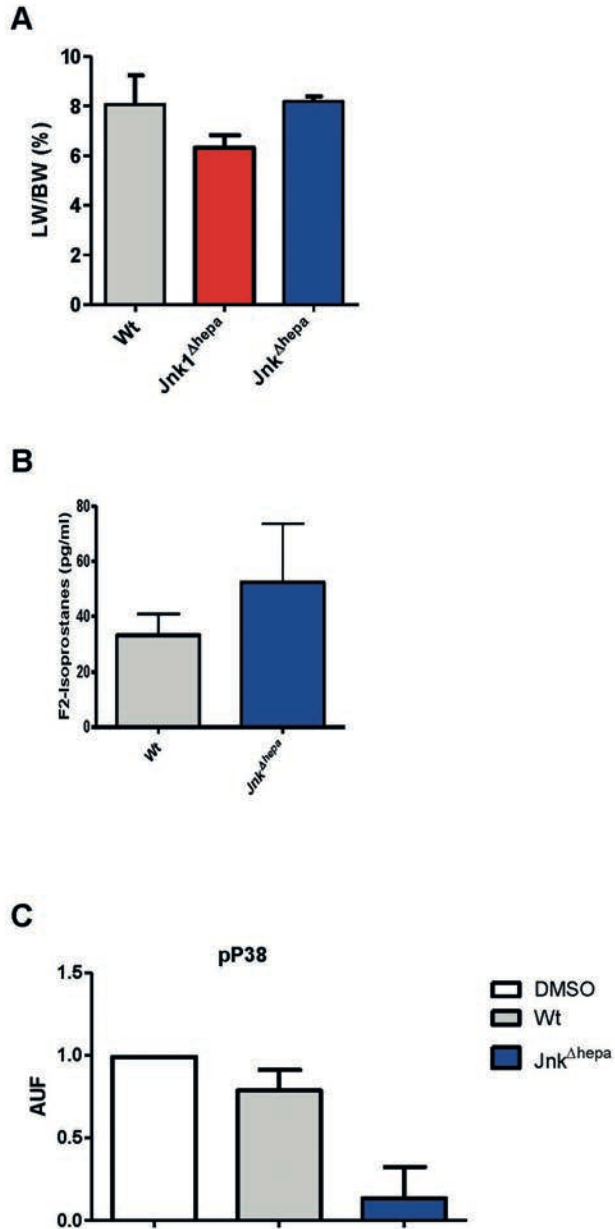 A
10
8
6
4
2
0
LW/BW (%)
Wt
Jnk1Δhepa
JnkΔhepa
B
80
60
40
20
0
F2-Isoprostanes (pg/ml)
Wt
JnkΔhepa
C
pP38
1.5
1.0
0.5
0.0
AUF
DMSO
Wt
JnkΔhepa